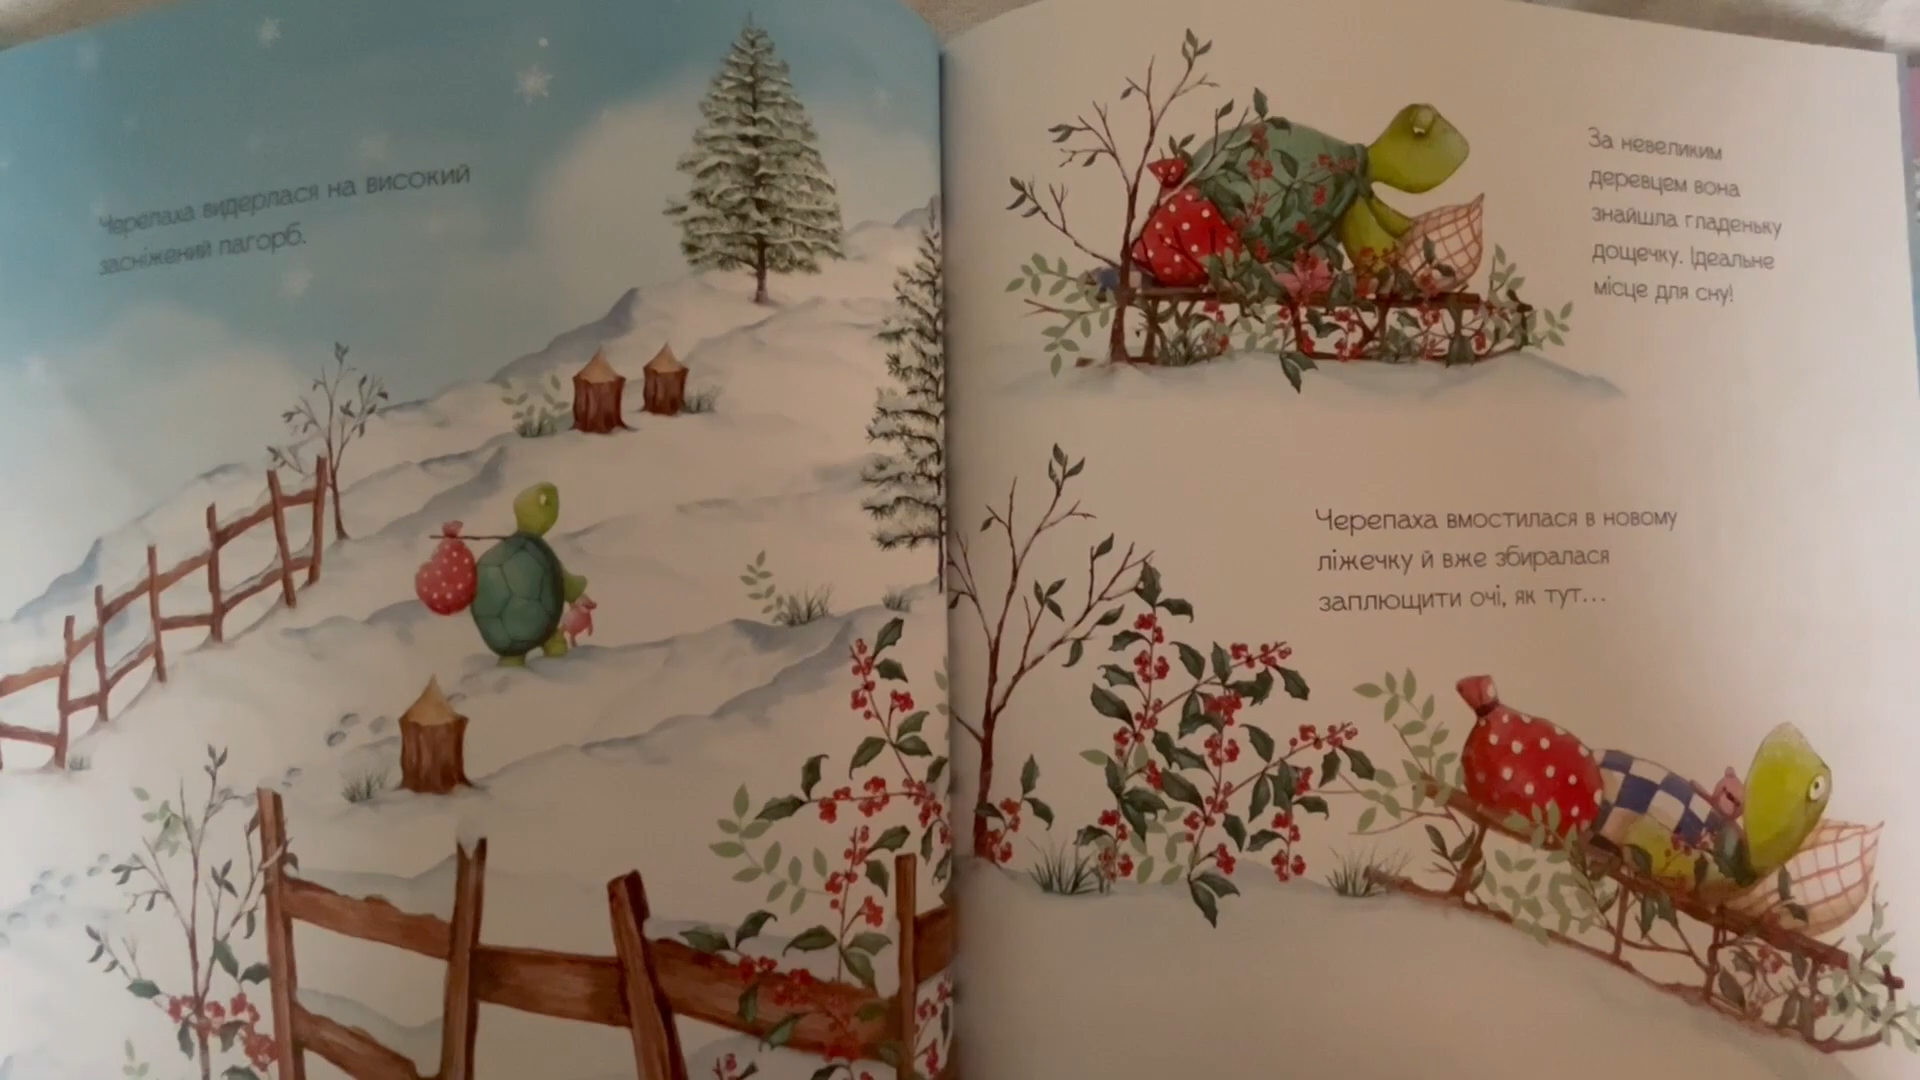 Черепаха видерлася на високий
засніжений пагорб.
За невеликим
деревцем вона
знайшла гладеньку
дощечку. Ідеальне
місце для сну!
Черепаха вмостилася в новому
ліжечку й вже збиралася
заплющити очі, як тут...